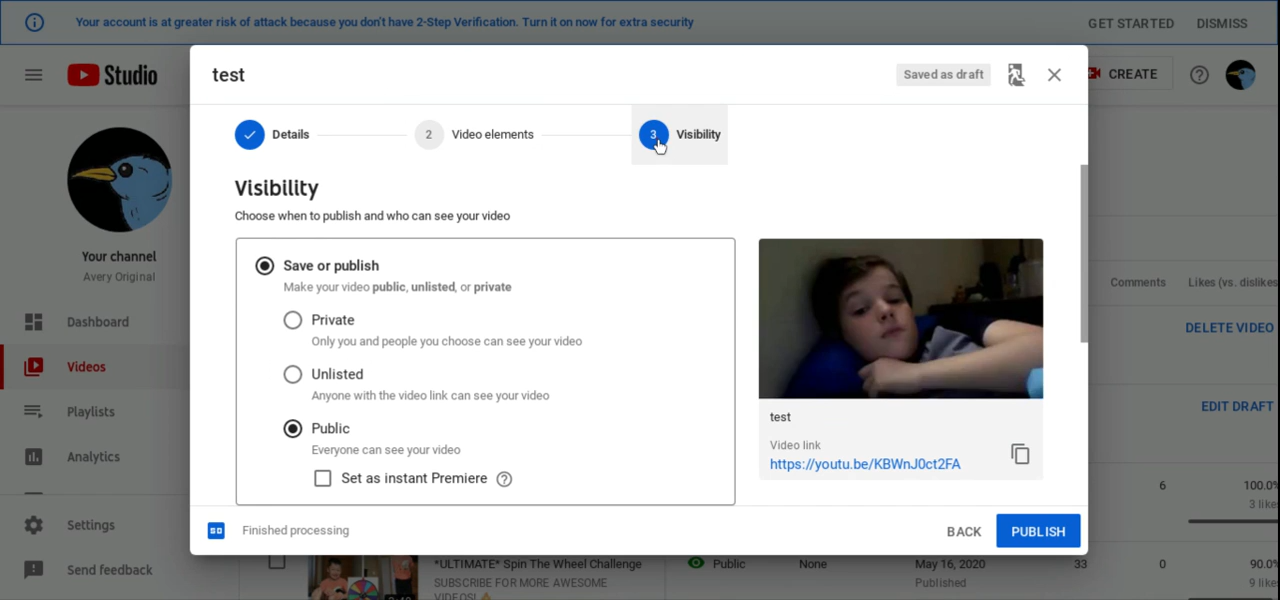 Your account is at greater risk of attack because you don't have 2-Step Verification. Turn it on now for extra security
GET STARTED
DISMISS
Studio
CREATE
test
Saved as draft
Details
2
Video elements
3
Visibility
Visibility
Choose when to publish and who can see your video
Save or publish
Make your video public, unlisted, or private
Private
Only you and people you choose can see your video
Unlisted
Anyone with the video link can see your video
Public
Everyone can see your video
Set as instant Premiere
test
Video link
https://youtu.be/KBWnJ0ct2FA
SD
Finished processing
BACK
PUBLISH
Your channel
Avery Original
Dashboard
Videos
Playlists
Analytics
Settings
Send feedback
Comments
Likes (vs. dislikes
DELETE VIDEO
EDIT DRAFT
6
100.0%
3 like
*ULTIMATE* Spin The Wheel Challenge
SUBSCRIBE FOR MORE AWESOME
VIDEOS!
Public
None
May 16, 2020
Published
33
0
90.0%
9 likes